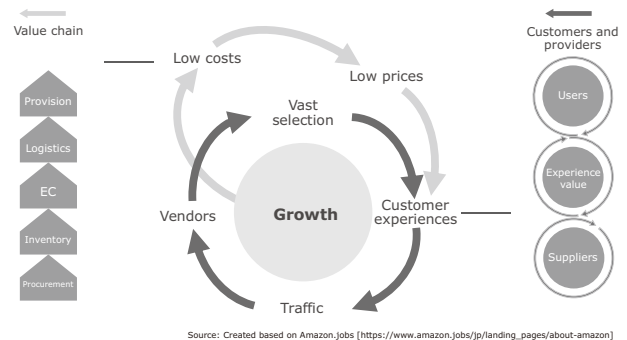 Value chain
Provision
Logistics
EC
Inventory
Procurement
Low costs
Low prices
Vast
selection
Vendors
Growth
Customer
experiences
Traffic
Customers and
providers
Users
Experience
value
Suppliers
Source: Created based on Amazon.jobs [https://www.amazon.jobs/jp/landing_pages/about-amazon]